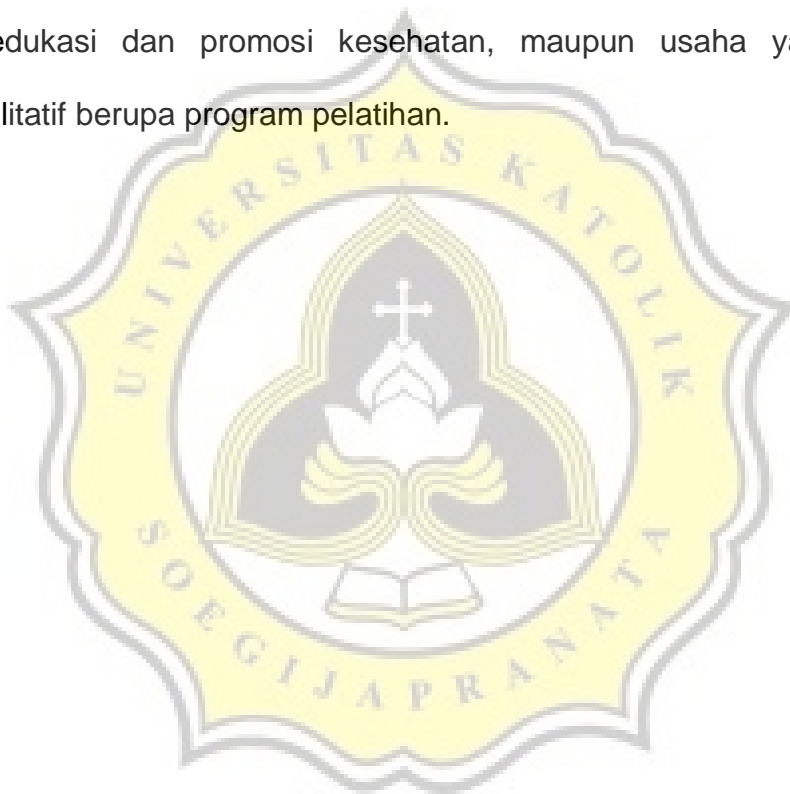 edukasi dan promosi kesehatan, maupun usaha ya
litatif berupa program pelatihan.
UNIVERSITAS KATOLIK
SOEGIJAPRANATA